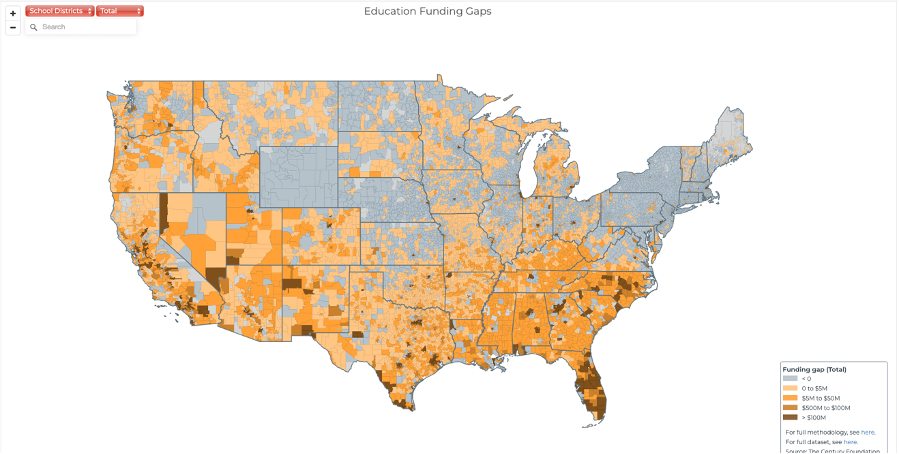 +
School Districts
Total
Education Funding Gaps
−
Search
Funding gap (Total)
< 0
0 to $5M
$5M to $50M
$500M to $100M
> $100M
For full methodology, see here.
For full dataset, see here.
Source: The Century Foundation